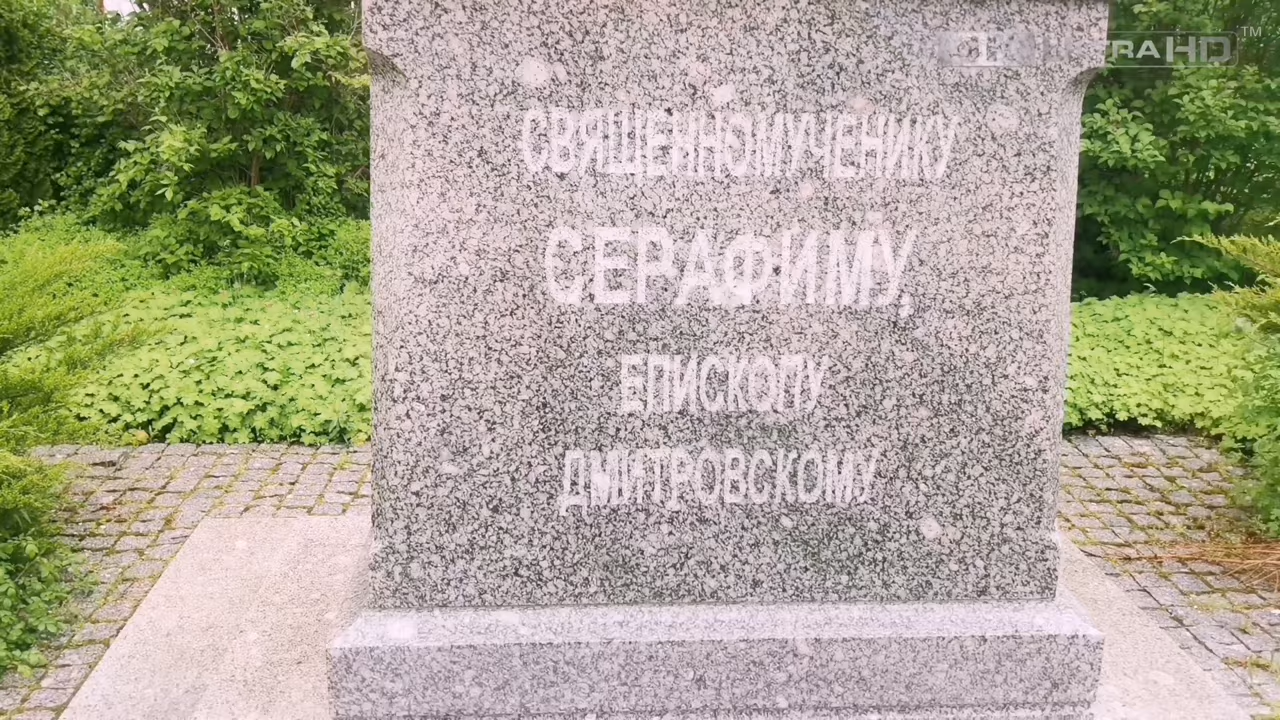 СВЯЩЕННОМУЧЕНИКУ
СЕРАФИМУ,
ЕПИСКОПУ
ДМИТРОВСКОМУ